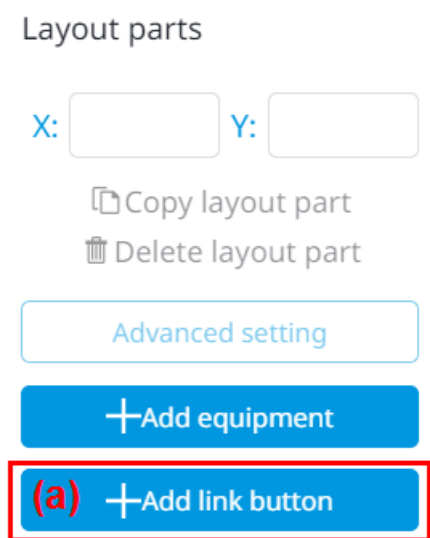 Layout parts
X: Y:
Copy layout part
Delete layout part
Advanced setting
+Add equipment
(a) +Add link button